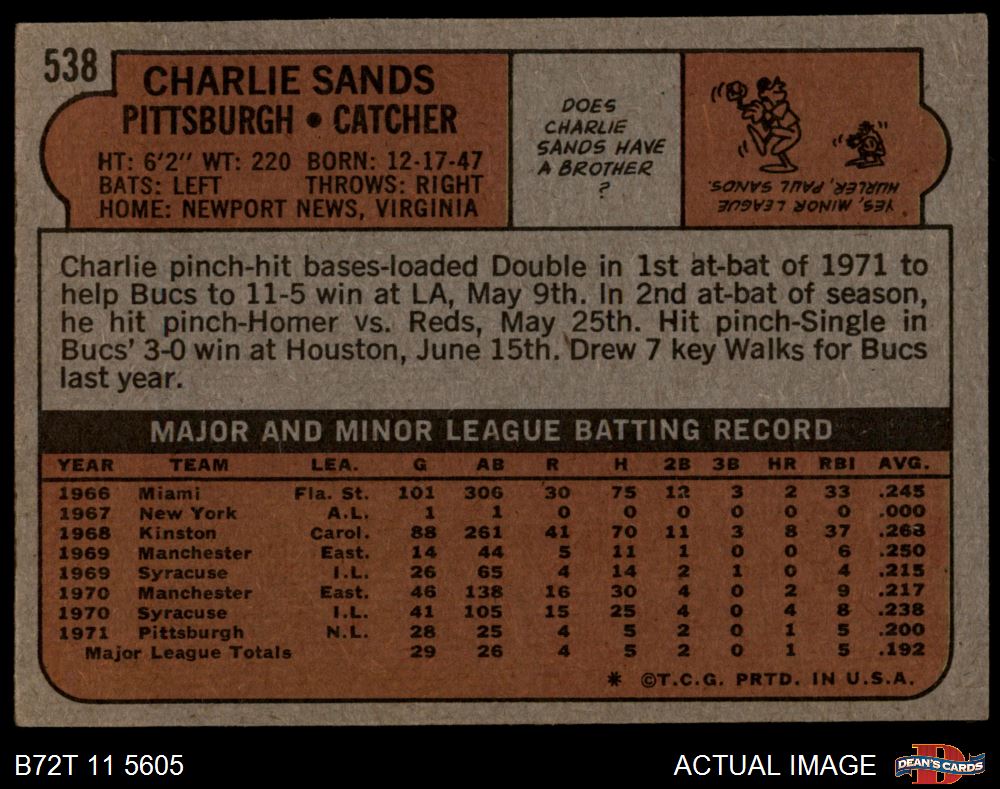 538
CHARLIE SANDS
PITTSBURGH • CATCHER
HT: 6'2" WT: 220 BORN: 12-17-47
BATS: LEFT THROWS: RIGHT
HOME: NEWPORT NEWS, VIRGINIA
DOES
CHARLIE
SANDS HAVE
A BROTHER
?
YES, MINOR LEAGUE
HURLER, PAUL SANDS.
Charlie pinch-hit bases-loaded Double in 1st at-bat of 1971 to
help Bucs to 11-5 win at LA, May 9th. In 2nd at-bat of season,
he hit pinch-Homer vs. Reds, May 25th. Hit pinch-Single in
Bucs' 3-0 win at Houston, June 15th. Drew 7 key Walks for Bucs
last year.
MAJOR AND MINOR LEAGUE BATTING RECORD
YEAR TEAM LEA. G AB R H 2B 3B HR RBI AVG.
1966 Miami Fla. St. 101 306 30 75 12 3 2 33 .245
1967 New York A.L. 1 1 0 0 0 0 0 0 .000
1968 Kinston Carol. 88 261 41 70 11 3 8 37 .268
1969 Manchester East. 14 44 5 11 1 0 0 6 .250
1969 Syracuse I.L. 26 65 4 14 2 1 0 4 .215
1970 Manchester East. 46 138 16 30 4 0 2 9 .217
1970 Syracuse I.L. 41 105 15 25 4 0 4 8 .238
1971 Pittsburgh N.L. 28 25 4 5 2 0 1 5 .200
Major League Totals 29 26 4 5 2 0 1 5 .192
* ©T.C.G. PRTD. IN U.S.A.
B72T 11 5605
ACTUAL IMAGE
DEAN'S CARDS